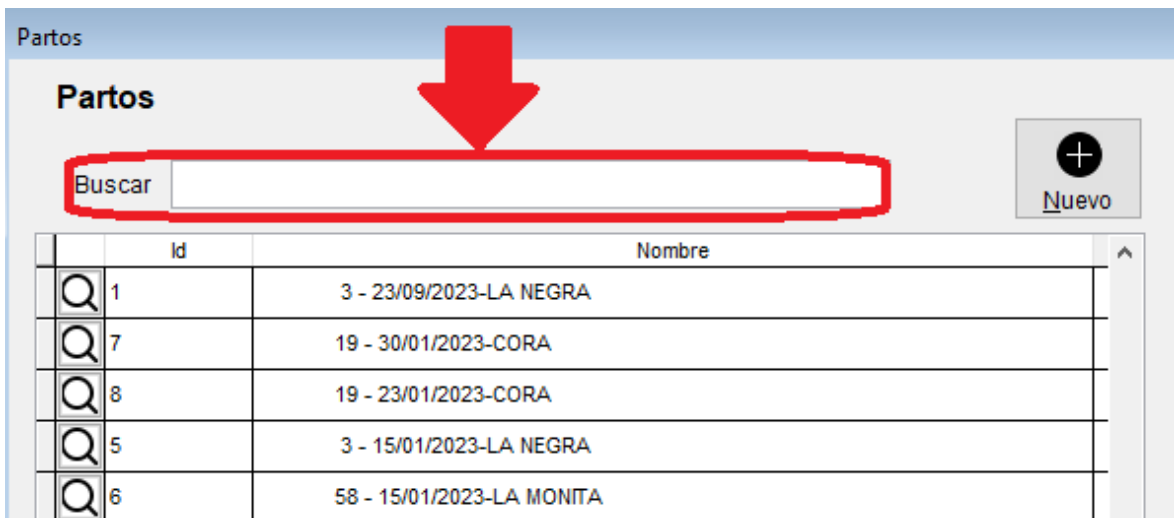 Partos
Partos
Buscar
Nuevo
Id Nombre
1 3 - 23/09/2023-LA NEGRA
7 19 - 30/01/2023-CORA
8 19 - 23/01/2023-CORA
5 3 - 15/01/2023-LA NEGRA
6 58 - 15/01/2023-LA MONITA